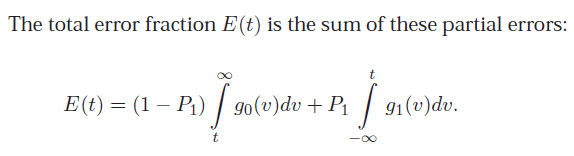 The total error fraction E(t) is the sum of these partial errors:
E(t) = (1 − P₁) ∫_t^∞ g₀(v)dv + P₁ ∫_{−∞}^t g₁(v)dv.